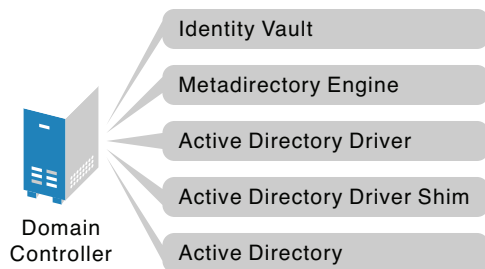 Identity Vault
Metadirectory Engine
Active Directory Driver
Active Directory Driver Shim
Active Directory
Domain
Controller